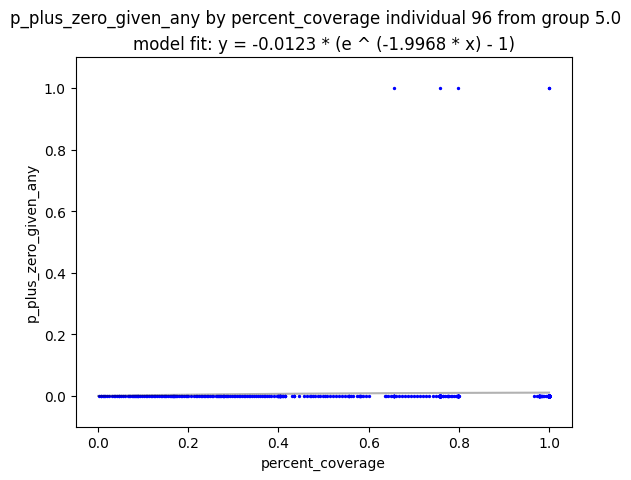 p_plus_zero_given_any by percent_coverage individual 96 from group 5.0
model fit: y = -0.0123 * (e ^ (-1.9968 * x) - 1)
1.0
0.8
0.6
0.4
0.2
0.0
p_plus_zero_given_any
0.0 0.2 0.4 0.6 0.8 1.0
percent_coverage